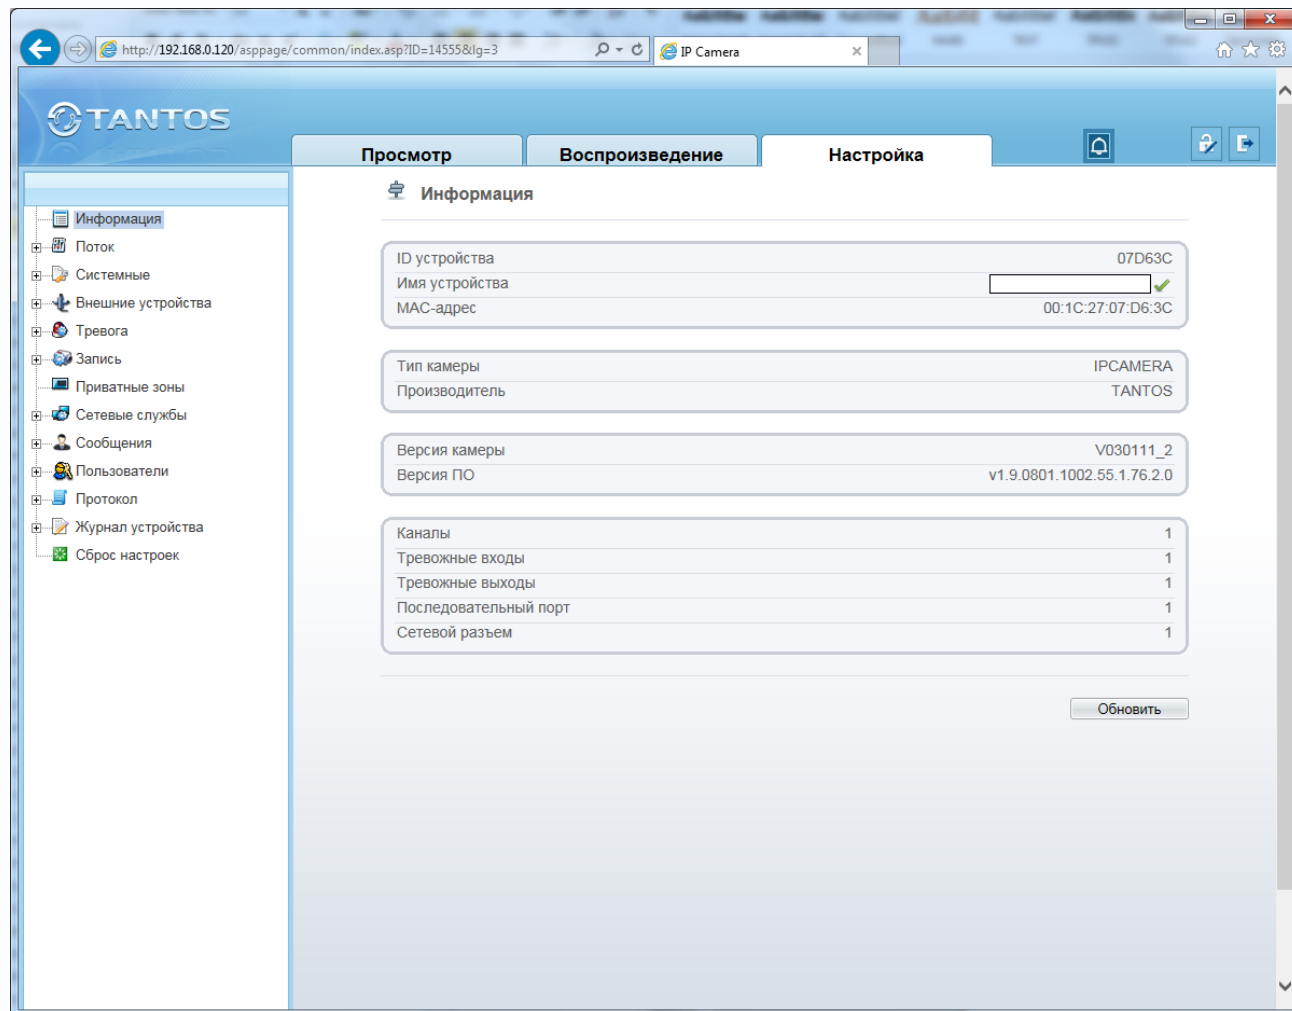 http://192.168.0.120/asppage/common/index.asp?ID=14555&lg=3
IP Camera
TANTOS
Просмотр
Воспроизведение
Настройка
Информация
Поток
Системные
Внешние устройства
Тревога
Запись
Приватные зоны
Сетевые службы
Сообщения
Пользователи
Протокол
Журнал устройства
Сброс настроек
Информация
ID устройства 07D63C
Имя устройства
MAC-адрес 00:1C:27:07:D6:3C
Тип камеры IPCAMERA
Производитель TANTOS
Версия камеры V030111_2
Версия ПО v1.9.0801.1002.55.1.76.2.0
Каналы 1
Тревожные входы 1
Тревожные выходы 1
Последовательный порт 1
Сетевой разъем 1
Обновить